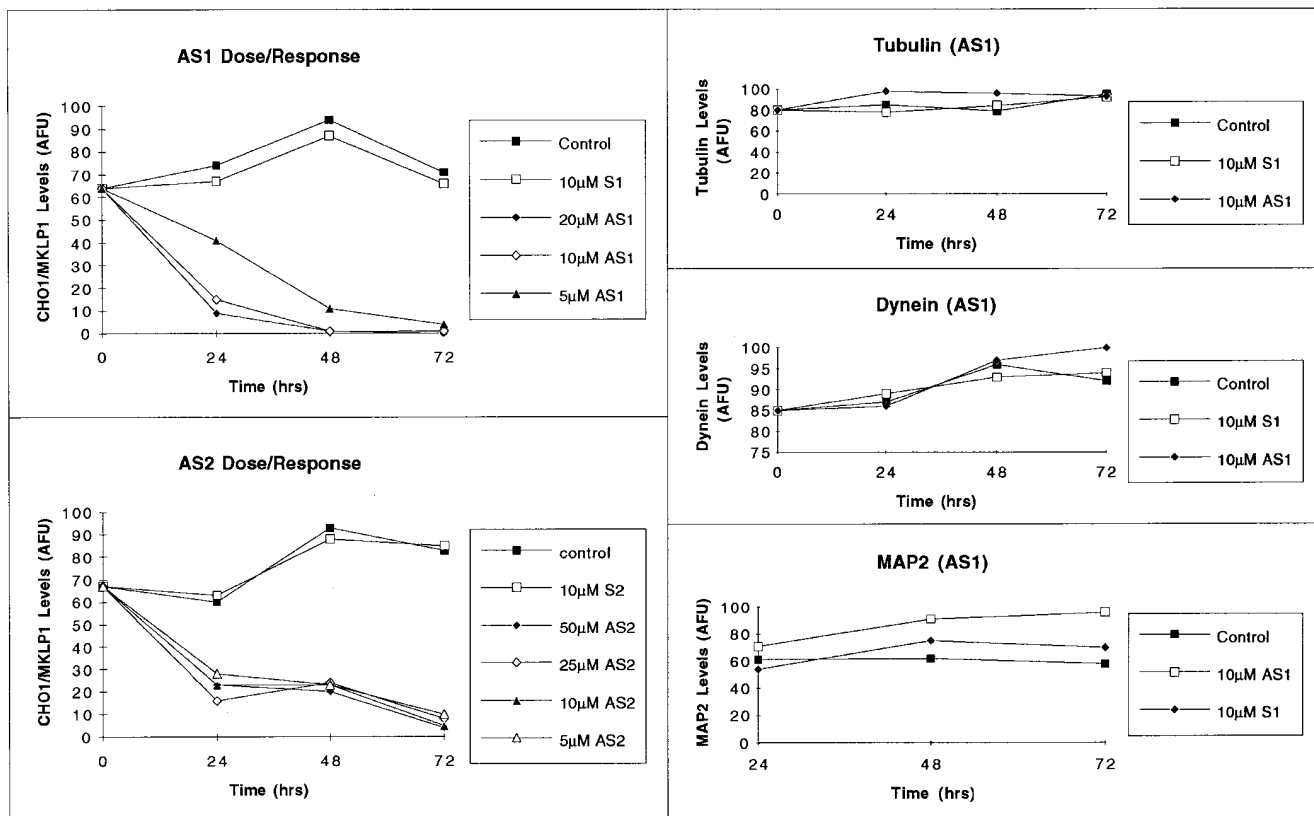 AS1 Dose/Response
CHO1/MKLP1 Levels (AFU)
100
90
80
70
60
50
40
30
20
10
0
0 24 48 72
Time (hrs)
Control
10µM S1
20µM AS1
10µM AS1
5µM AS1
AS2 Dose/Response
CHO1/MKLP1 Levels (AFU)
100
90
80
70
60
50
40
30
20
10
0
0 24 48 72
Time (hrs)
control
10µM S2
50µM AS2
25µM AS2
10µM AS2
5µM AS2
Tubulin (AS1)
Tubulin Levels
(AFU)
100
80
60
40
20
0
0 24 48 72
Time (hrs)
Control
10µM S1
10µM AS1
Dynein (AS1)
Dynein Levels
(AFU)
100
95
90
85
80
75
0 24 48 72
Time (hrs)
Control
10µM S1
10µM AS1
MAP2 (AS1)
MAP2 Levels (AFU)
100
80
60
40
20
0
24 48 72
Time (hrs)
Control
10µM AS1
10µM S1